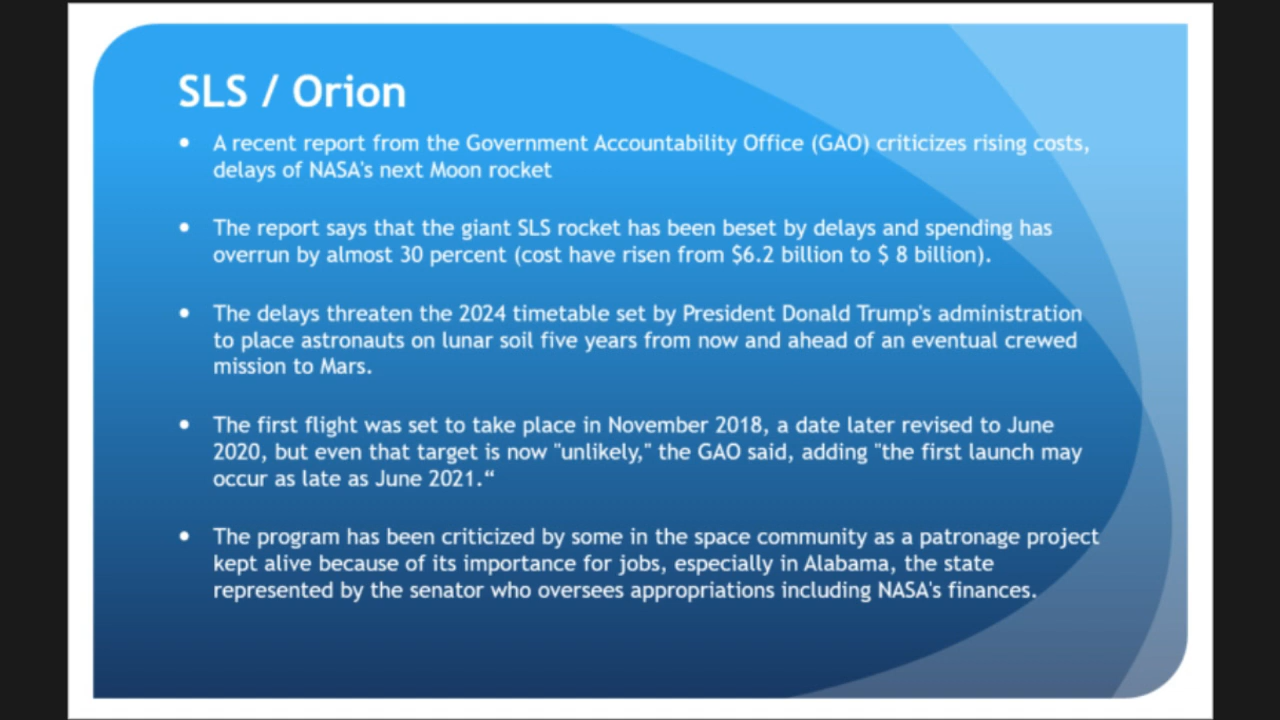 SLS / Orion
• A recent report from the Government Accountability Office (GAO) criticizes rising costs,
delays of NASA's next Moon rocket
• The report says that the giant SLS rocket has been beset by delays and spending has
overrun by almost 30 percent (cost have risen from $6.2 billion to $ 8 billion).
• The delays threaten the 2024 timetable set by President Donald Trump's administration
to place astronauts on lunar soil five years from now and ahead of an eventual crewed
mission to Mars.
• The first flight was set to take place in November 2018, a date later revised to June
2020, but even that target is now "unlikely," the GAO said, adding "the first launch may
occur as late as June 2021.“
• The program has been criticized by some in the space community as a patronage project
kept alive because of its importance for jobs, especially in Alabama, the state
represented by the senator who oversees appropriations including NASA's finances.